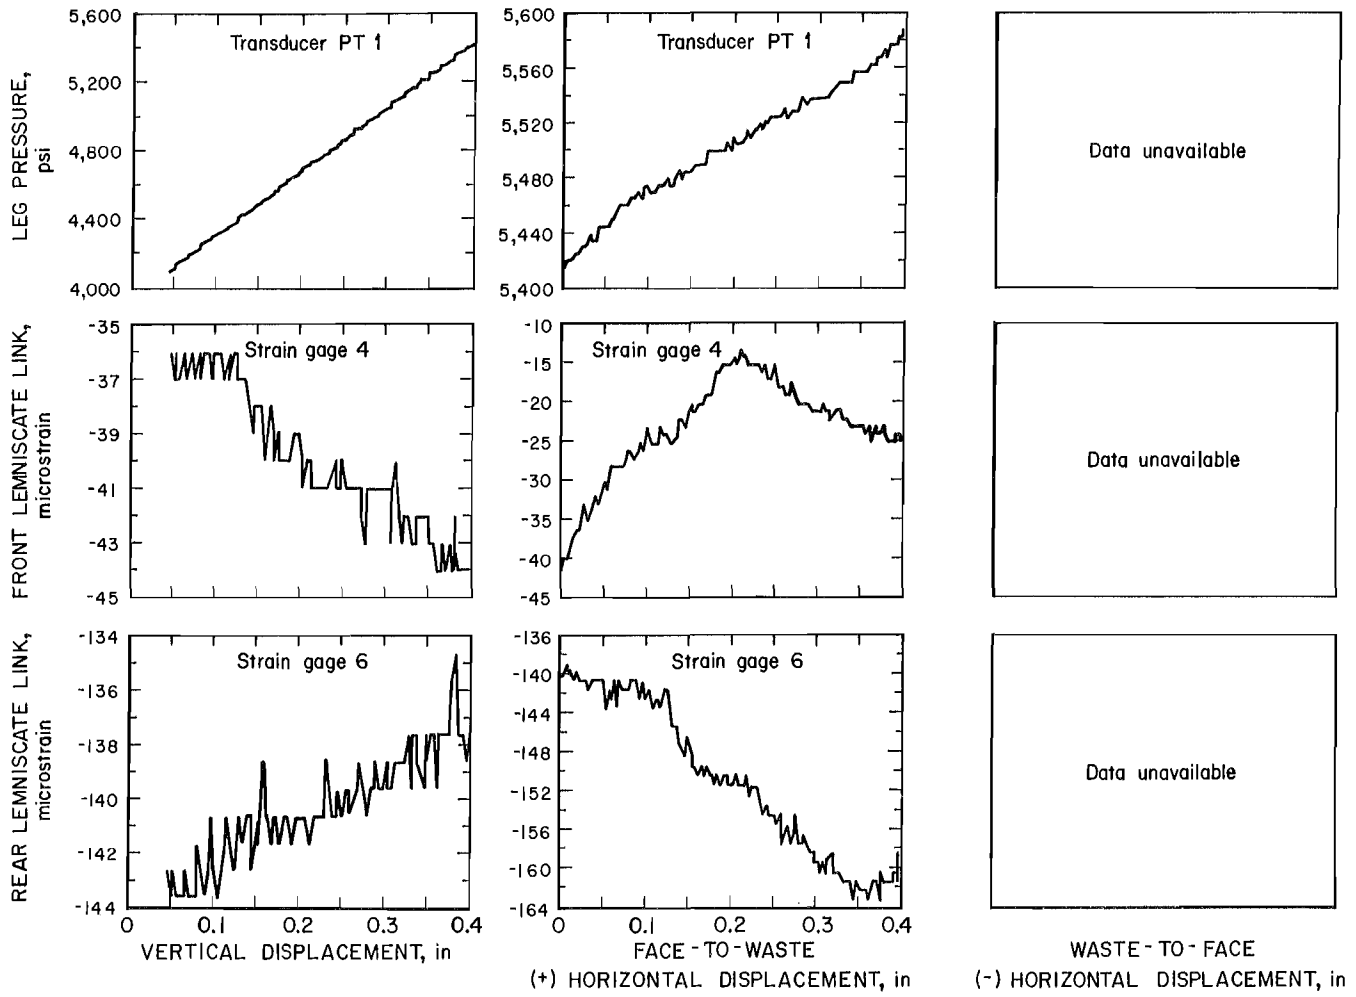 LEG PRESSURE,
psi
5,600
5,200
4,800
4,400
4,000
Transducer PT 1
5,600
5,560
5,520
5,480
5,440
5,400
Transducer PT 1
Data unavailable
FRONT LEMNISCATE LINK,
microstrain
-35
-37
-39
-41
-43
-45
Strain gage 4
-10
-15
-20
-25
-30
-35
-40
-45
Strain gage 4
Data unavailable
REAR LEMNISCATE LINK,
microstrain
-134
-136
-138
-140
-142
-144
Strain gage 6
0 0.1 0.2 0.3 0.4
VERTICAL DISPLACEMENT, in
-136
-140
-144
-148
-152
-156
-160
-164
Strain gage 6
0 0.1 0.2 0.3 0.4
FACE-TO-WASTE
(+) HORIZONTAL DISPLACEMENT, in
Data unavailable
WASTE-TO-FACE
(-) HORIZONTAL DISPLACEMENT, in